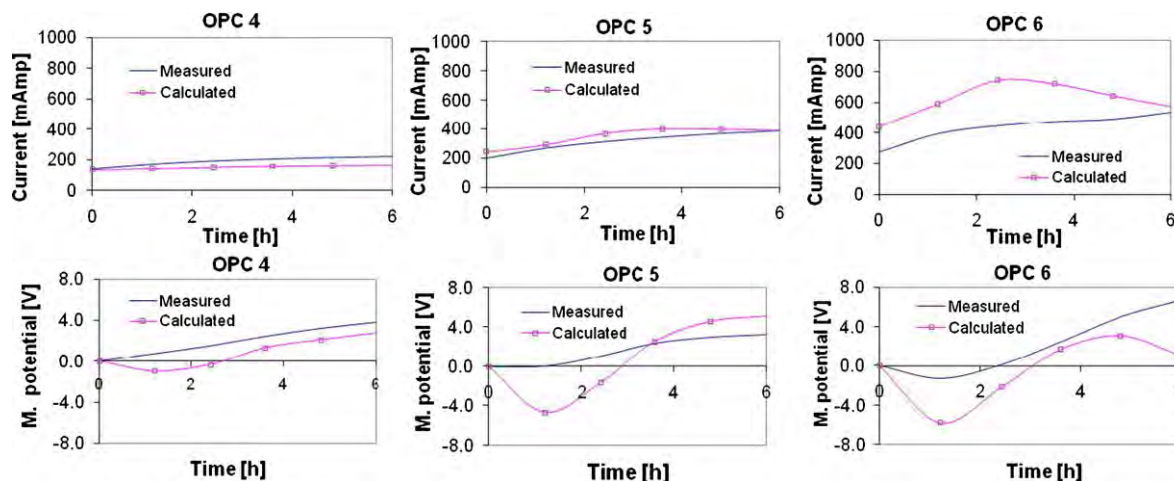 OPC 4
Current [mAmp]
1000
800
600
400
200
0
Measured
Calculated
0 2 4 6
Time [h]
OPC 5
Current [mAmp]
1000
800
600
400
200
0
Measured
Calculated
0 2 4 6
Time [h]
OPC 6
Current [mAmp]
1000
800
600
400
200
0
Measured
Calculated
0 2 4 6
Time [h]
OPC 4
M. potential [V]
8.0
4.0
0.0
-4.0
-8.0
Measured
Calculated
0 2 4 6
Time [h]
OPC 5
M. potential [V]
8.0
4.0
0.0
-4.0
-8.0
Measured
Calculated
0 2 4 6
Time [h]
OPC 6
M. potential [V]
8.0
4.0
0.0
-4.0
-8.0
Measured
Calculated
0 2 4
Time [h]